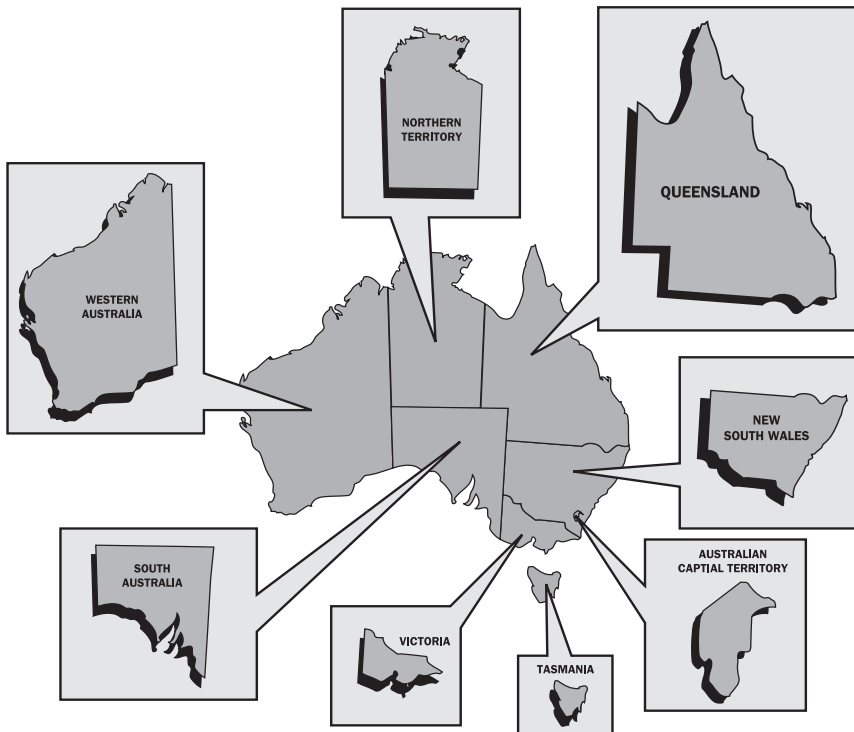 NORTHERN
TERRITORY
QUEENSLAND
WESTERN
AUSTRALIA
NEW
SOUTH WALES
SOUTH
AUSTRALIA
AUSTRALIAN
CAPTIAL TERRITORY
VICTORIA
TASMANIA